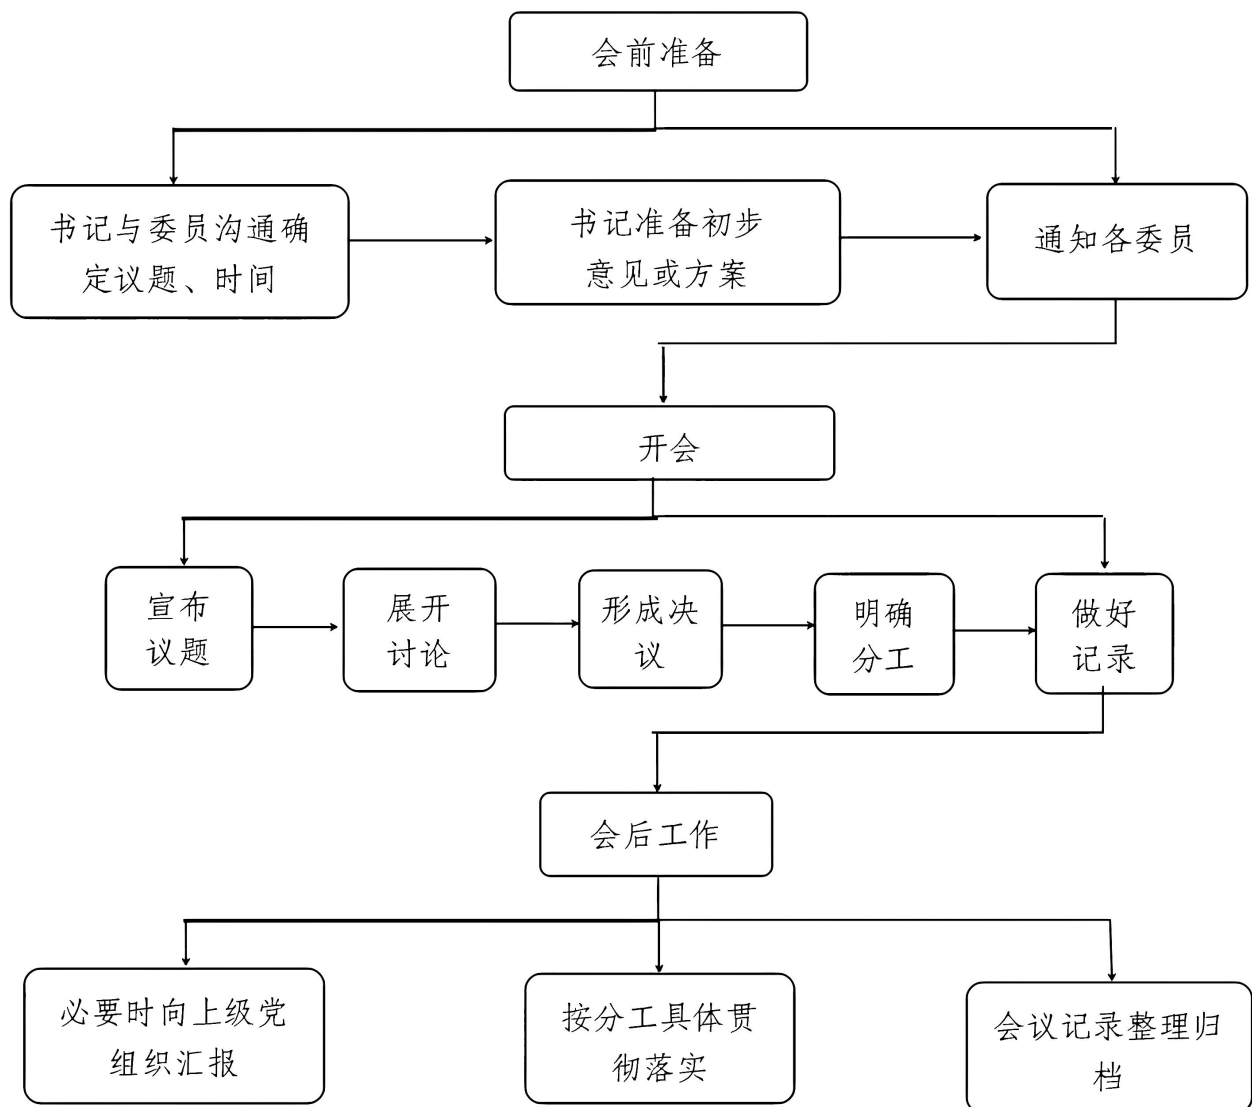 会前准备
书记与委员沟通确
定议题、时间
书记准备初步
意见或方案
通知各委员
开会
宣布
议题
展开
讨论
形成决
议
明确
分工
做好
记录
会后工作
必要时向上级党
组织汇报
按分工具体贯
彻落实
会议记录整理归
档